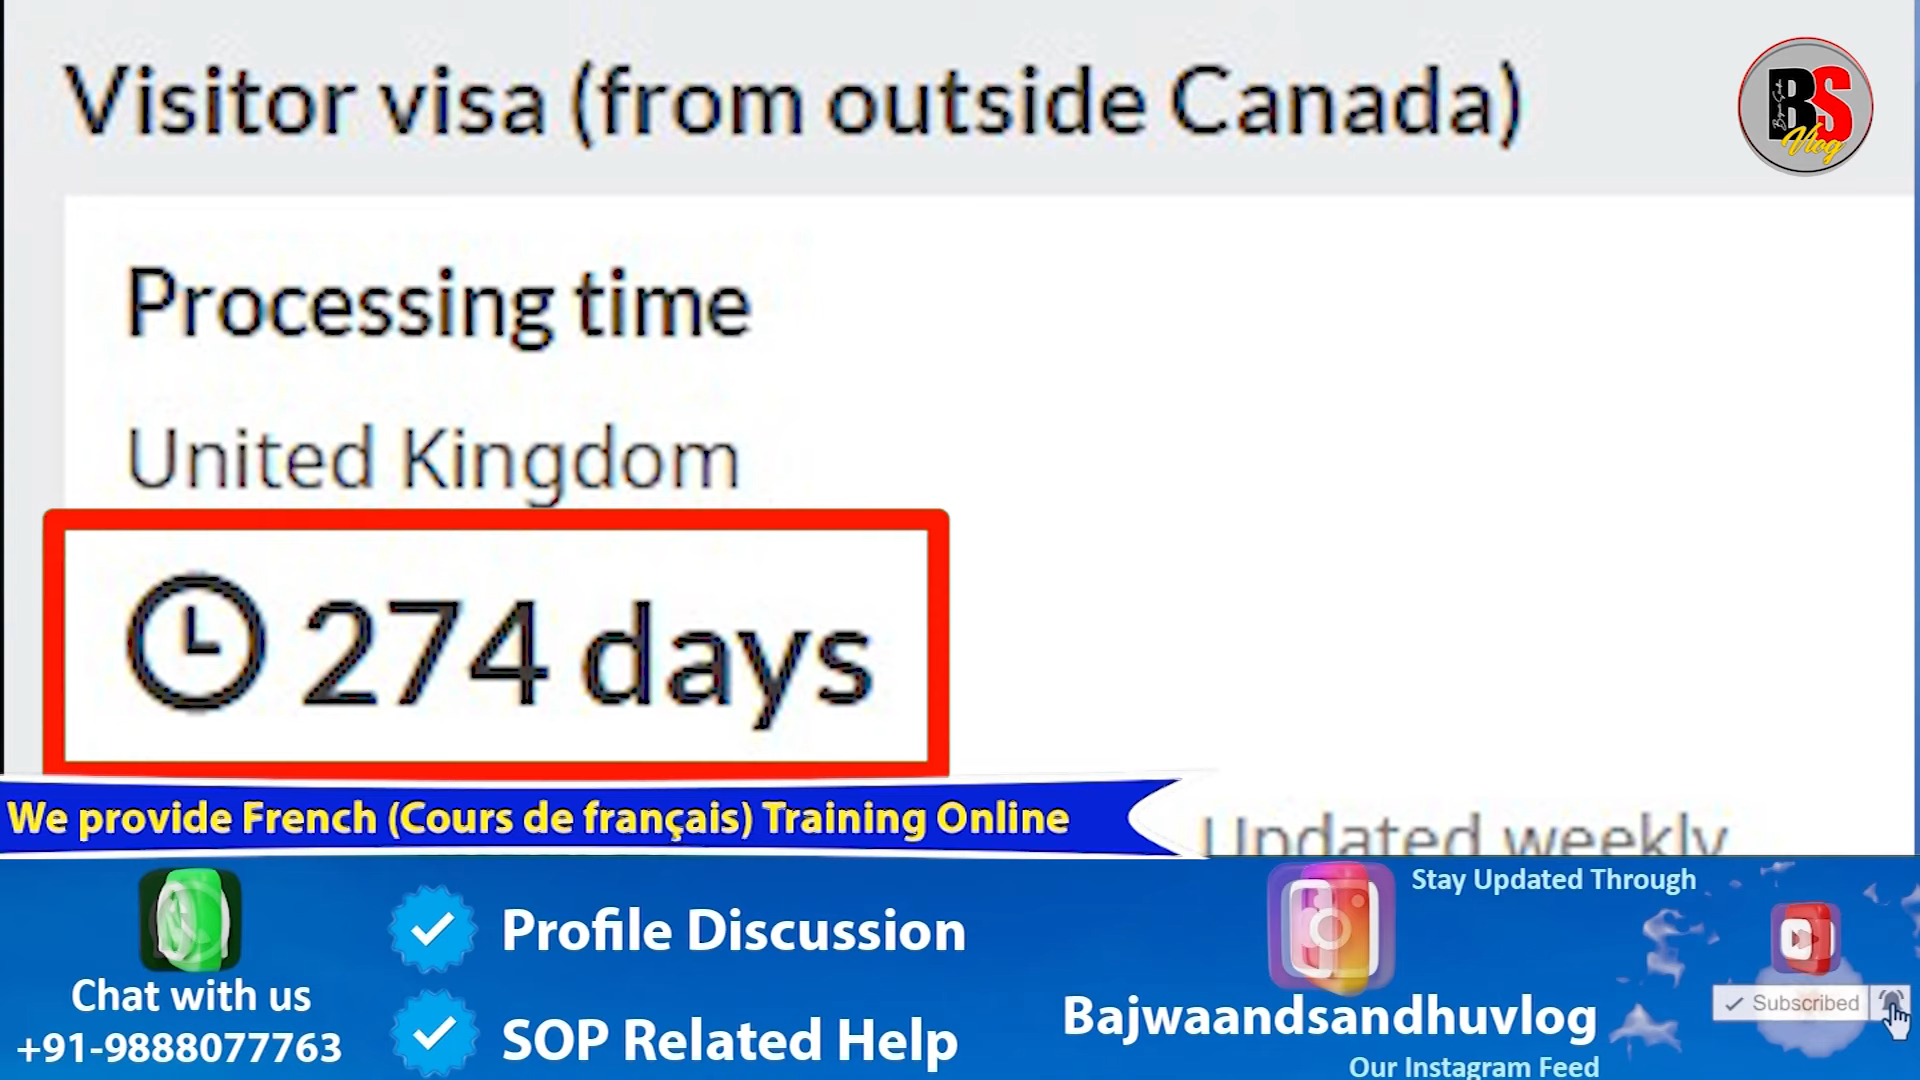 Visitor visa (from outside Canada)
BS
Vlog
Processing time
United Kingdom
274 days
We provide French (Cours de français) Training Online
Updated weekly
Stay Updated Through
Profile Discussion
Chat with us
+91-9888077763
SOP Related Help
Bajwaandsandhuvlog
Subscribed
Our Instagram Feed